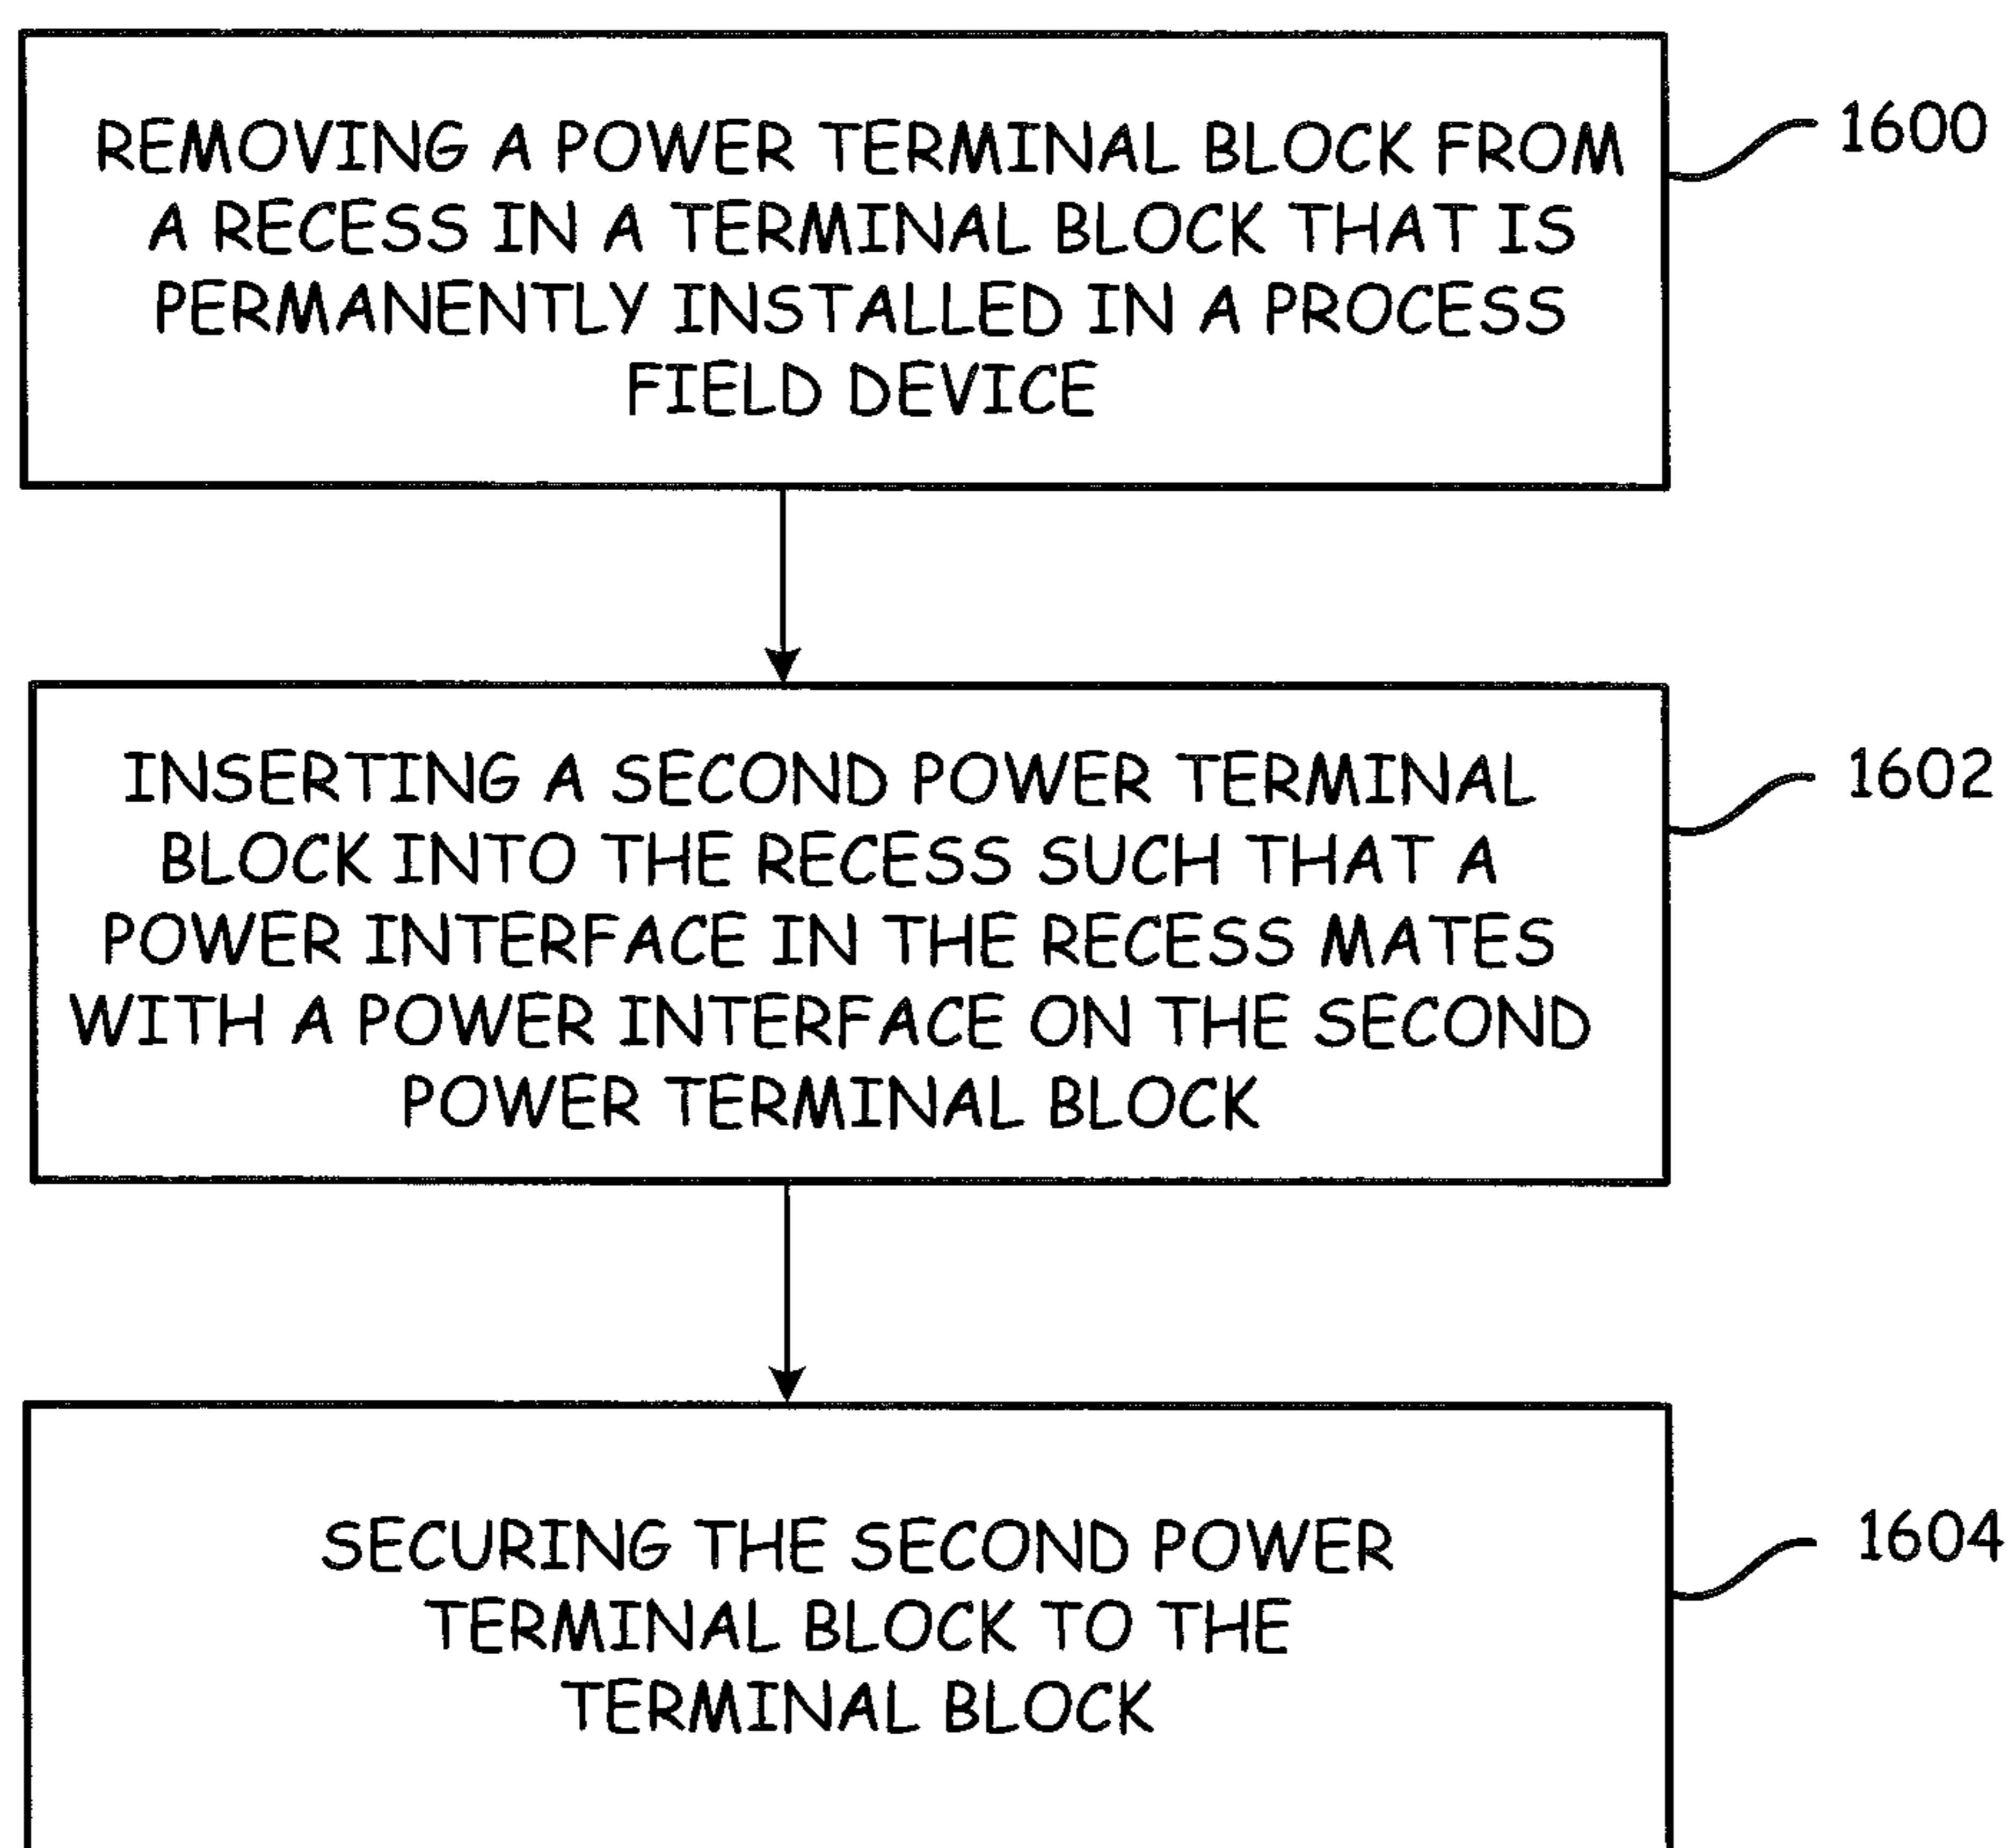 REMOVING A POWER TERMINAL BLOCK FROM
A RECESS IN A TERMINAL BLOCK THAT IS
PERMANENTLY INSTALLED IN A PROCESS
FIELD DEVICE
1600
INSERTING A SECOND POWER TERMINAL
BLOCK INTO THE RECESS SUCH THAT A
POWER INTERFACE IN THE RECESS MATES
WITH A POWER INTERFACE ON THE SECOND
POWER TERMINAL BLOCK
1602
SECURING THE SECOND POWER
TERMINAL BLOCK TO THE
TERMINAL BLOCK
1604